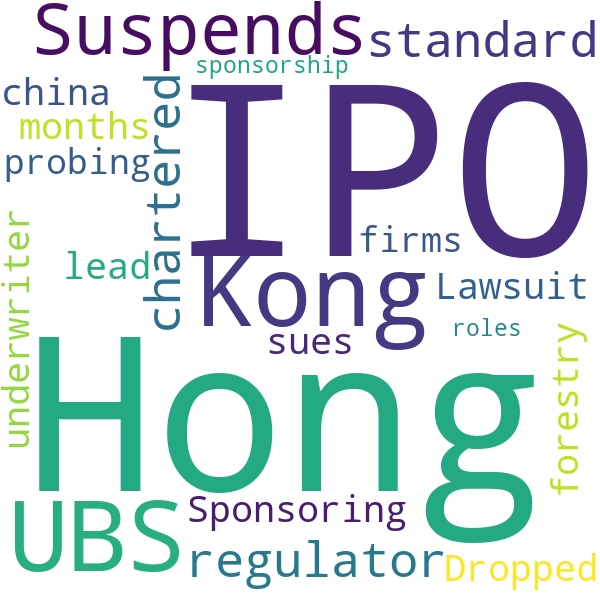 Suspends
standard
sponsorship
china
chartered
IPO
months
probing
firms
underwriter
lead
Kong
Lawsuit
sues
roles
forestry
Hong
UBS
Sponsoring
regulator
Dropped